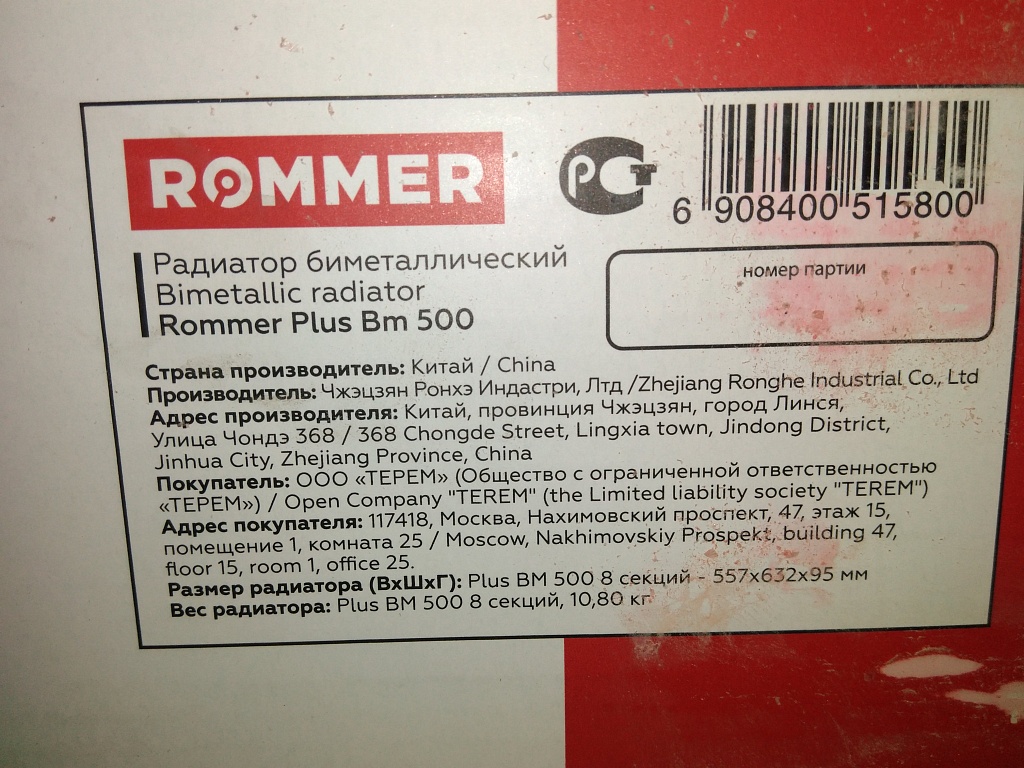 ROMMER
РСТ
6 908400 515800
Радиатор биметаллический
Bimetallic radiator
Rommer Plus Bm 500
номер партии
Страна производитель: Китай / China
Производитель: Чжэцзян Ронхэ Индастри, Лтд /Zhejiang Ronghe Industrial Co., Ltd
Адрес производителя: Китай, провинция Чжэцзян, город Линся,
Улица Чондэ 368 / 368 Chongde Street, Lingxia town, Jindong District,
Jinhua City, Zhejiang Province, China
Покупатель: ООО «ТЕРЕМ» (Общество с ограниченной ответственностью
«ТЕРЕМ») / Open Company "TEREM" (the Limited liability society "TEREM")
Адрес покупателя: 117418, Москва, Нахимовский проспект, 47, этаж 15,
помещение 1, комната 25 / Moscow, Nakhimovskiy Prospekt, building 47,
floor 15, room 1, office 25.
Размер радиатора (ВхШхГ): Plus BM 500 8 секций - 557х632х95 мм
Вес радиатора: Plus BM 500 8 секций, 10,80 кг